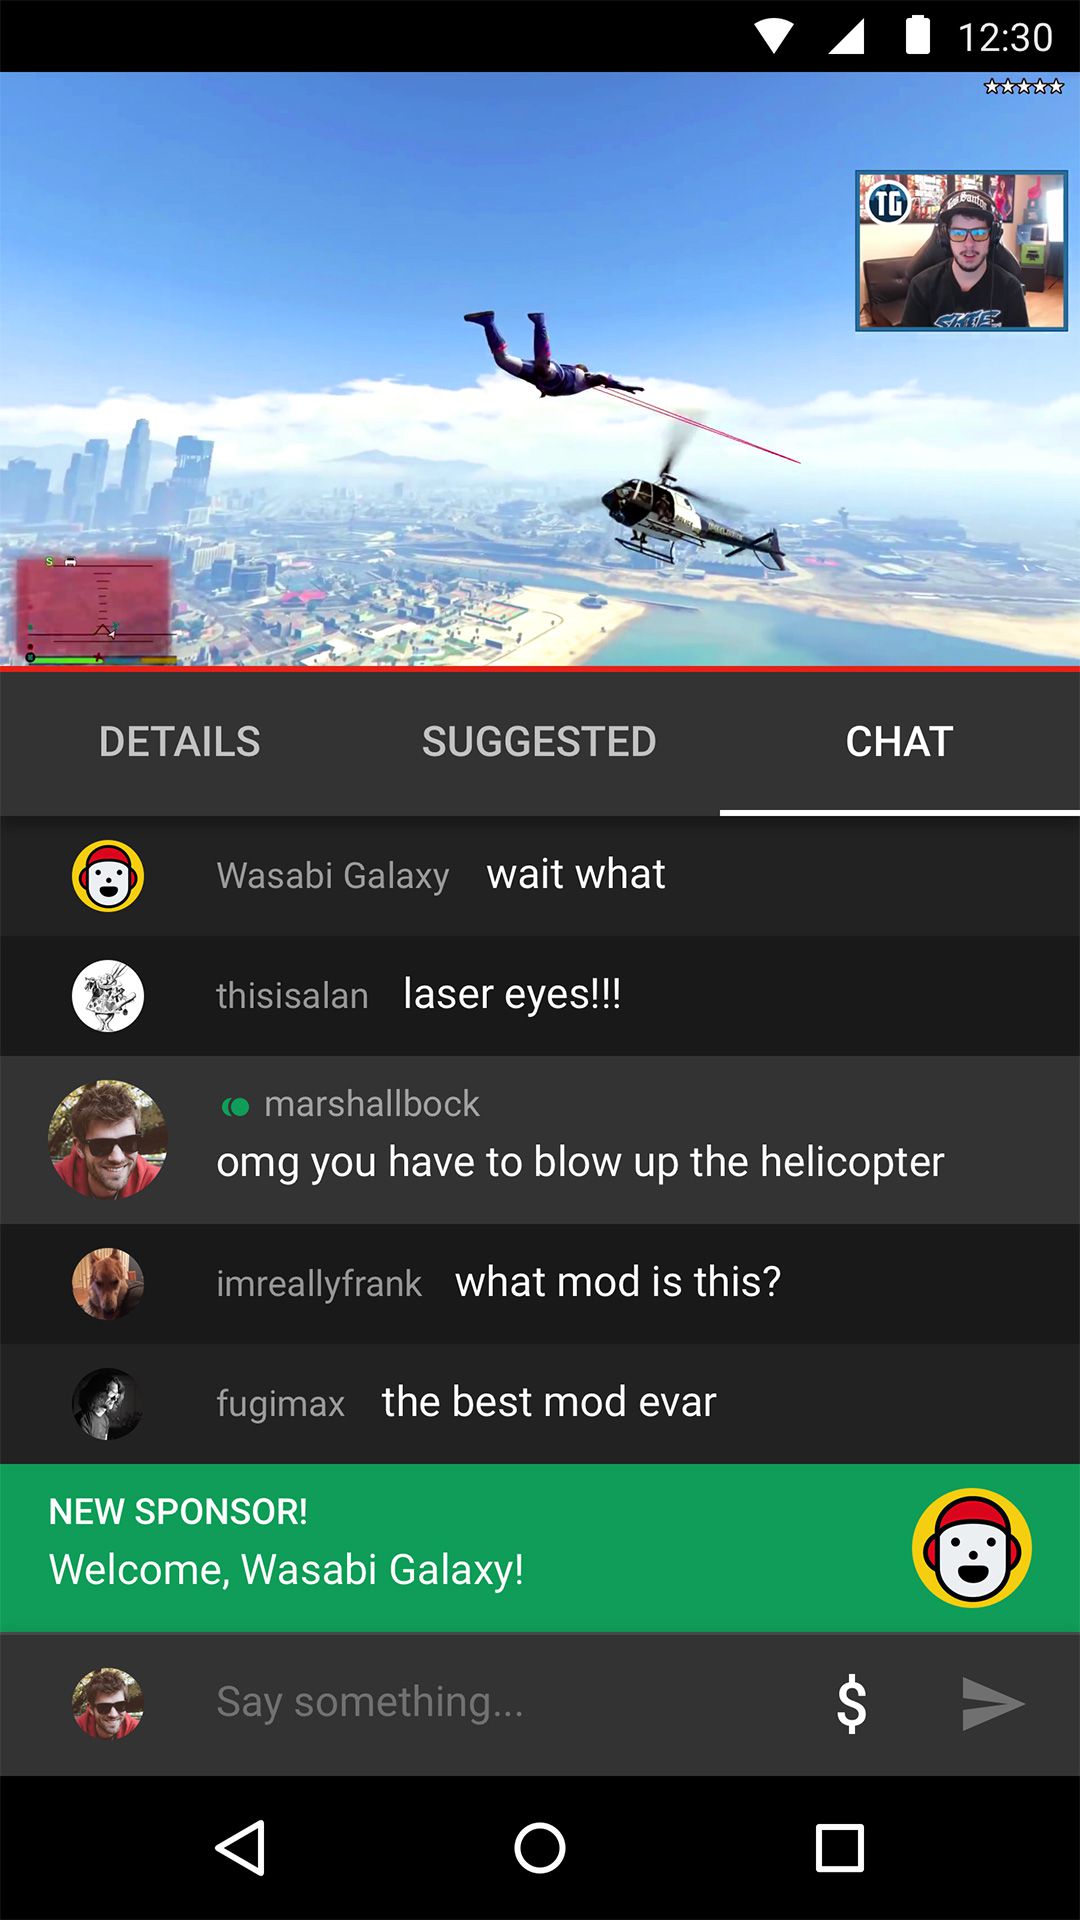 12:30
TG
DETAILS SUGGESTED CHAT
Wasabi Galaxy wait what
thisisalan laser eyes!!!
marshallbock
omg you have to blow up the helicopter
imreallyfrank what mod is this?
fugimax the best mod evar
NEW SPONSOR!
Welcome, Wasabi Galaxy!
Say something...
$